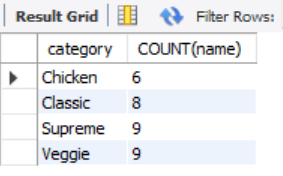 Result Grid Filter Rows:
category COUNT(name)
Chicken 6
Classic 8
Supreme 9
Veggie 9